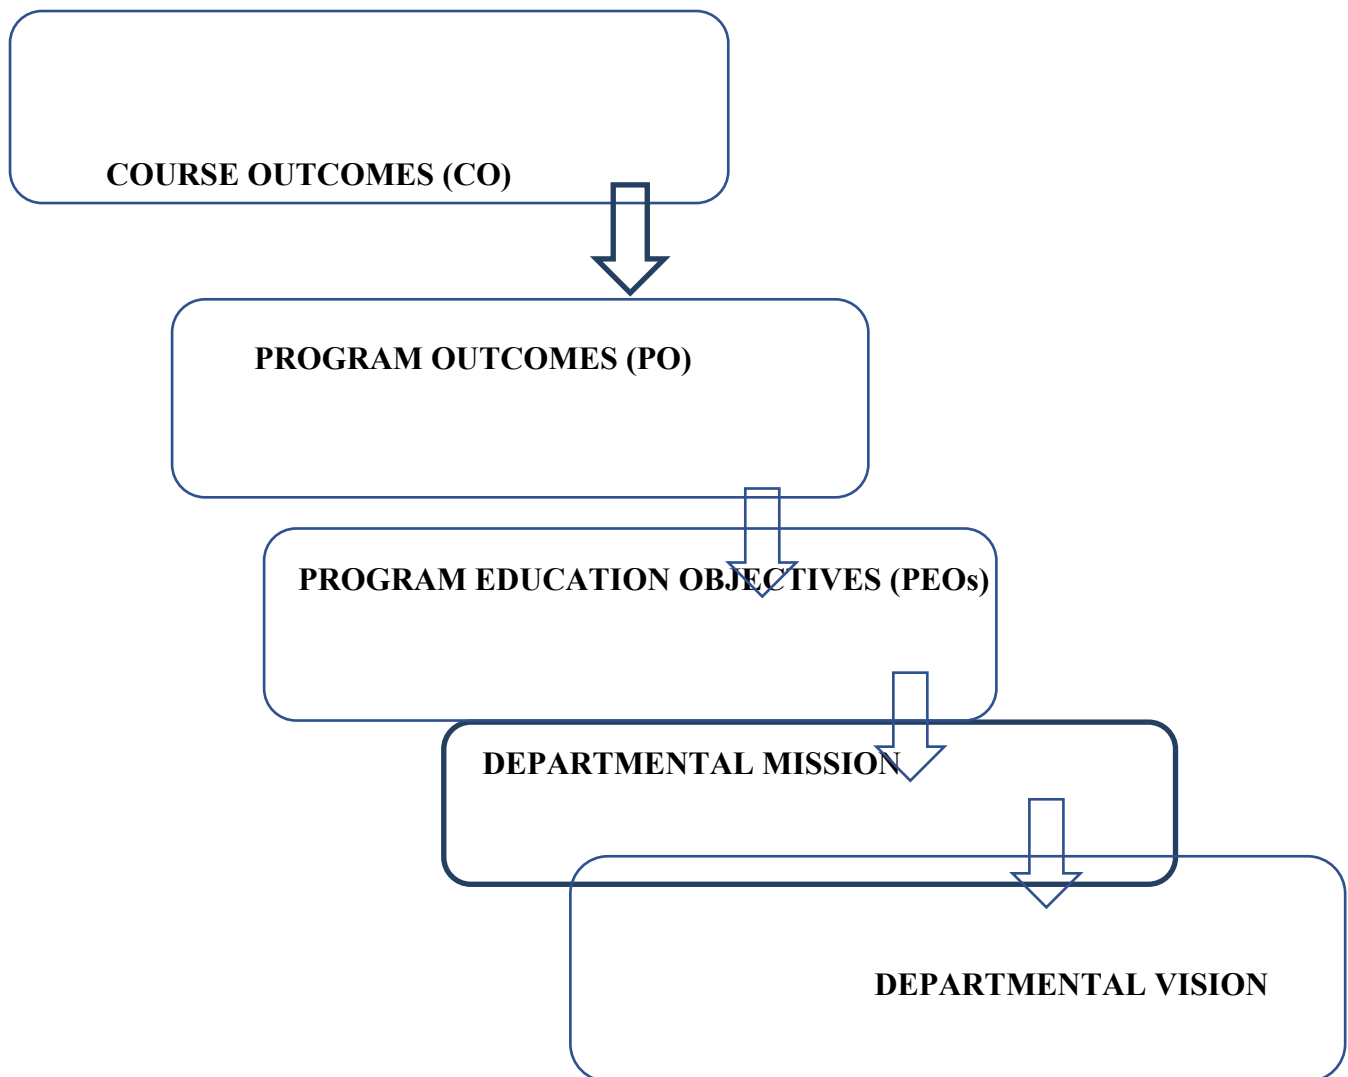 COURSE OUTCOMES (CO)
PROGRAM OUTCOMES (PO)
PROGRAM EDUCATION OBJECTIVES (PEOs)
DEPARTMENTAL MISSION
DEPARTMENTAL VISION